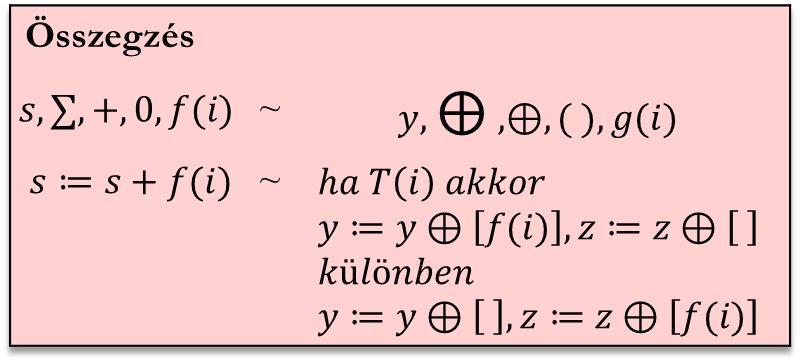 Összegzés
s, ∑, +, 0, f(i) ~ y, ⨁ ,⊕, ( ), g(i)
s ≔ s + f(i) ~ ha T(i) akkor
y ≔ y ⊕ [f(i)], z ≔ z ⊕ [ ]
különben
y ≔ y ⊕ [ ], z ≔ z ⊕ [f(i)]